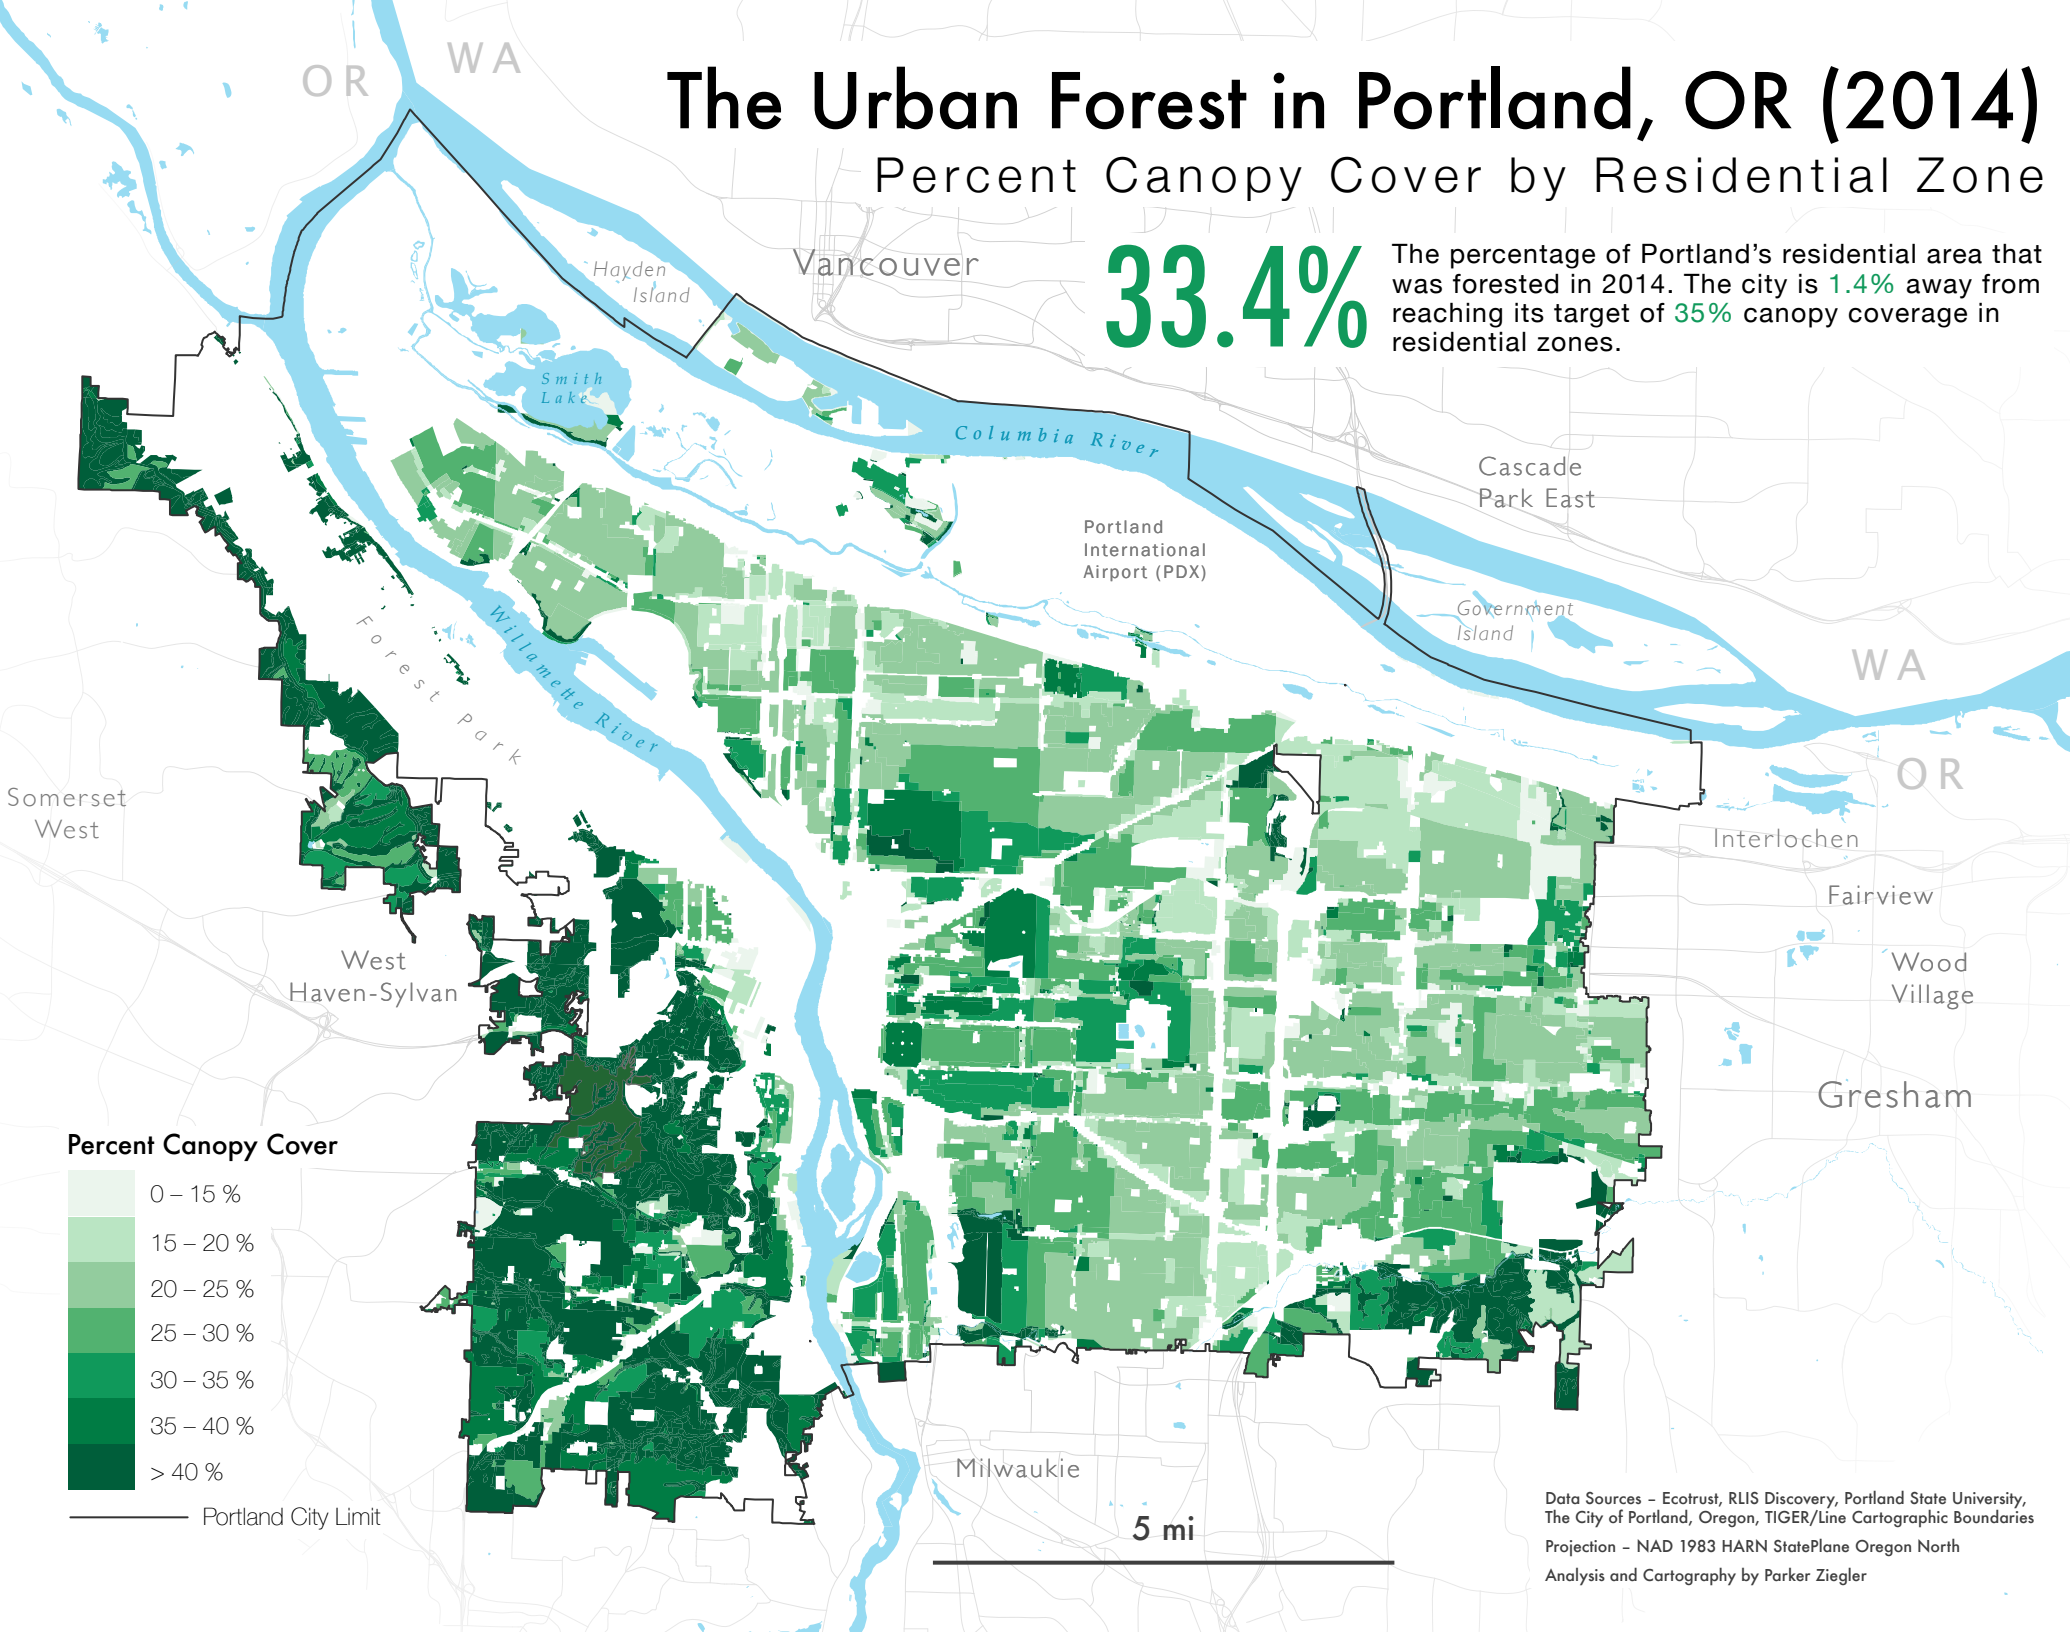 OR
WA
The Urban Forest in Portland, OR (2014)
Percent Canopy Cover by Residential Zone
33.4%
The percentage of Portland’s residential area that
was forested in 2014. The city is 1.4% away from
reaching its target of 35% canopy coverage in
residential zones.
Vancouver
Hayden
Island
Smith
Lake
Columbia River
Cascade
Park East
Portland
International
Airport (PDX)
Government
Island
Willamette River
Forest Park
WA
OR
Somerset
West
Interlochen
Fairview
Wood
Village
West
Haven-Sylvan
Gresham
Percent Canopy Cover
0 – 15 %
15 – 20 %
20 – 25 %
25 – 30 %
30 – 35 %
35 – 40 %
> 40 %
Portland City Limit
Milwaukie
5 mi
Data Sources – Ecotrust, RLIS Discovery, Portland State University,
The City of Portland, Oregon, TIGER/Line Cartographic Boundaries
Projection – NAD 1983 HARN StatePlane Oregon North
Analysis and Cartography by Parker Ziegler